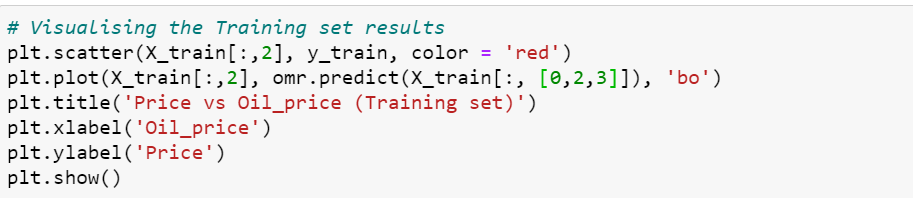 # Visualising the Training set results
plt.scatter(X_train[:,2], y_train, color = 'red')
plt.plot(X_train[:,2], omr.predict(X_train[:, [0,2,3]]), 'bo')
plt.title('Price vs Oil_price (Training set)')
plt.xlabel('Oil_price')
plt.ylabel('Price')
plt.show()